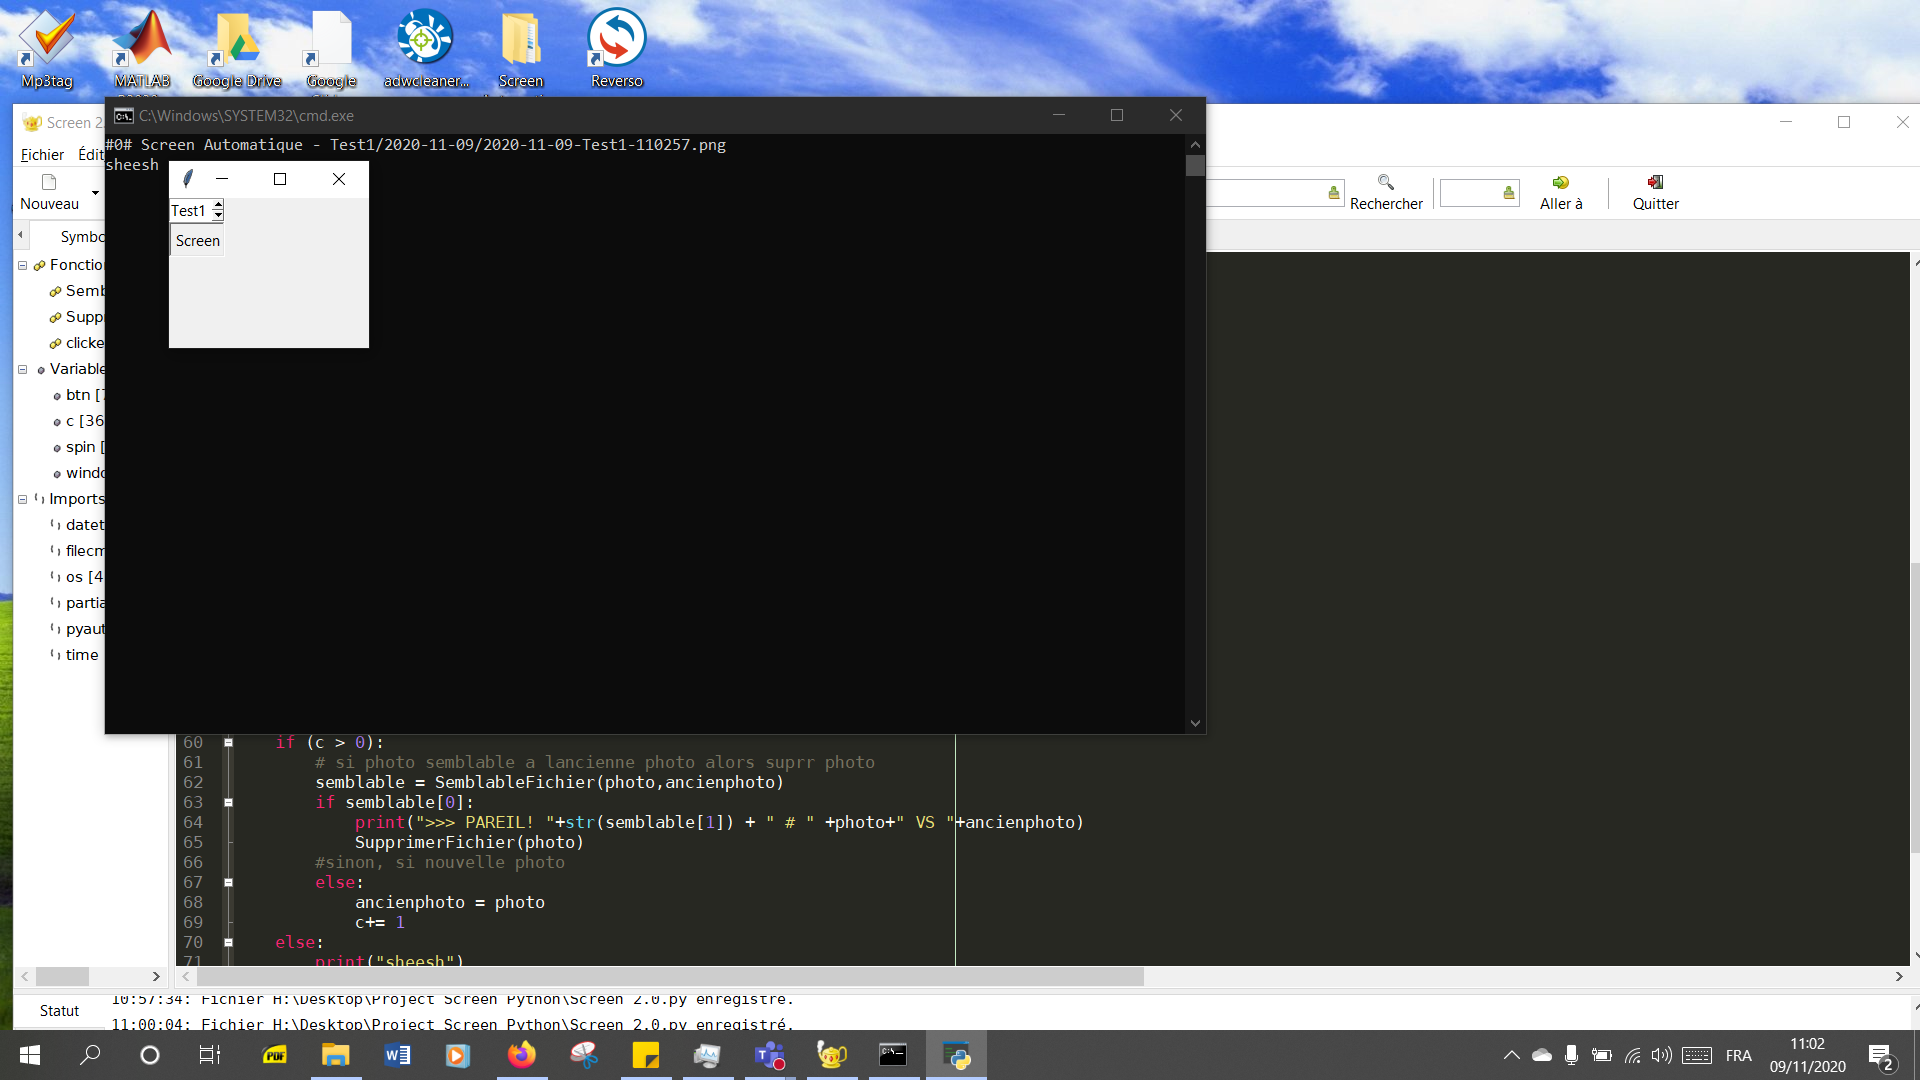 Mp3tag
MATLAB
Google Drive
Google
adwcleaner...
Screen
Reverso
C:\Windows\SYSTEM32\cmd.exe
#0# Screen Automatique - Test1/2020-11-09/2020-11-09-Test1-110257.png
sheesh
Test1
Screen
Screen 2.
Fichier
Édit
Nouveau
Rechercher
Aller à
Quitter
Symbo
Fonction
Semb
Suppr
clicke
Variable
btn [7
c [36
spin [
windo
Imports
datet
filecm
os [4
partia
pyaut
time
60 if (c > 0):
61 # si photo semblable a lancienne photo alors suprr photo
62 semblable = SemblableFichier(photo,ancienphoto)
63 if semblable[0]:
64 print(">>> PAREIL! "+str(semblable[1]) + " # " +photo+" VS "+ancienphoto)
65 SupprimerFichier(photo)
66 #sinon, si nouvelle photo
67 else:
68 ancienphoto = photo
69 c+= 1
70 else:
71 print("sheesh")
Statut
10:57:34: Fichier H:\Desktop\Project Screen Python\Screen 2.0.py enregistré.
11:00:04: Fichier H:\Desktop\Project Screen Python\Screen 2.0.py enregistré.
PDF
FRA
11:02
09/11/2020
2